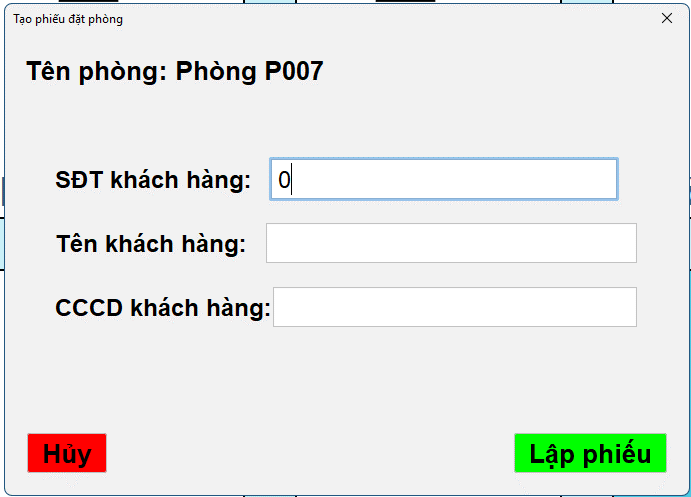 Tạo phiếu đặt phòng
Tên phòng: Phòng P007
SĐT khách hàng: 0
Tên khách hàng:
CCCD khách hàng:
Hủy Lập phiếu